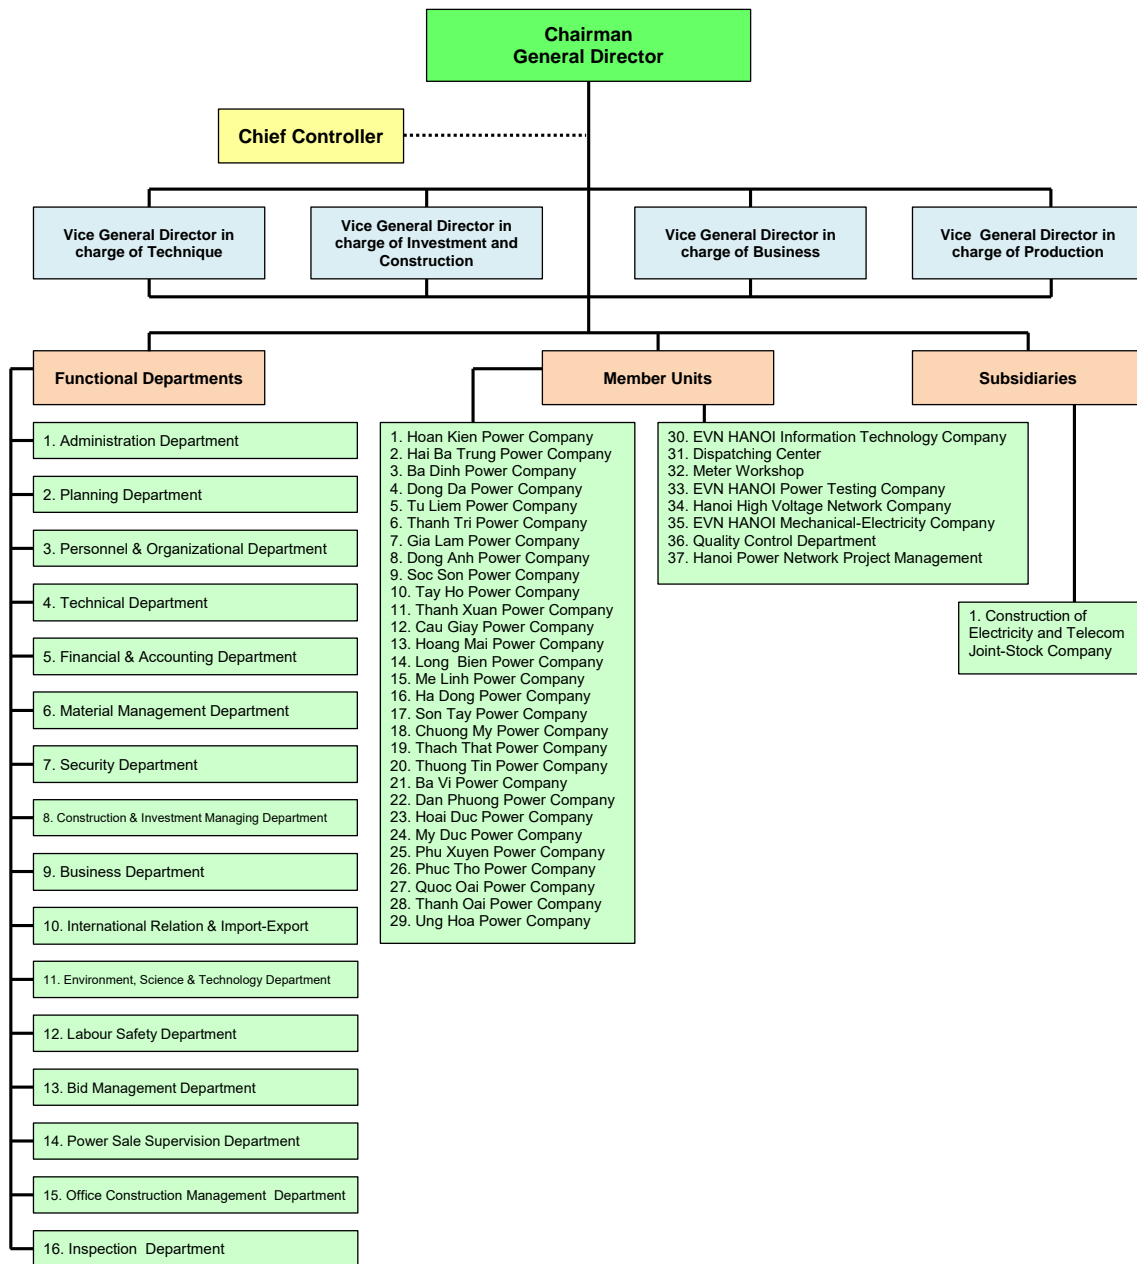 Chairman
General Director
Chief Controller
Vice General Director in
charge of Technique
Vice General Director in
charge of Investment and
Construction
Vice General Director in
charge of Business
Vice General Director in
charge of Production
Functional Departments
Member Units
Subsidiaries
1. Administration Department
2. Planning Department
3. Personnel & Organizational Department
4. Technical Department
5. Financial & Accounting Department
6. Material Management Department
7. Security Department
8. Construction & Investment Managing Department
9. Business Department
10. International Relation & Import-Export
11. Environment, Science & Technology Department
12. Labour Safety Department
13. Bid Management Department
14. Power Sale Supervision Department
15. Office Construction Management Department
16. Inspection Department
1. Hoan Kien Power Company
2. Hai Ba Trung Power Company
3. Ba Dinh Power Company
4. Dong Da Power Company
5. Tu Liem Power Company
6. Thanh Tri Power Company
7. Gia Lam Power Company
8. Dong Anh Power Company
9. Soc Son Power Company
10. Tay Ho Power Company
11. Thanh Xuan Power Company
12. Cau Giay Power Company
13. Hoang Mai Power Company
14. Long Bien Power Company
15. Me Linh Power Company
16. Ha Dong Power Company
17. Son Tay Power Company
18. Chuong My Power Company
19. Thach That Power Company
20. Thuong Tin Power Company
21. Ba Vi Power Company
22. Dan Phuong Power Company
23. Hoai Duc Power Company
24. My Duc Power Company
25. Phu Xuyen Power Company
26. Phuc Tho Power Company
27. Quoc Oai Power Company
28. Thanh Oai Power Company
29. Ung Hoa Power Company
30. EVN HANOI Information Technology Company
31. Dispatching Center
32. Meter Workshop
33. EVN HANOI Power Testing Company
34. Hanoi High Voltage Network Company
35. EVN HANOI Mechanical-Electricity Company
36. Quality Control Department
37. Hanoi Power Network Project Management
1. Construction of
Electricity and Telecom
Joint-Stock Company